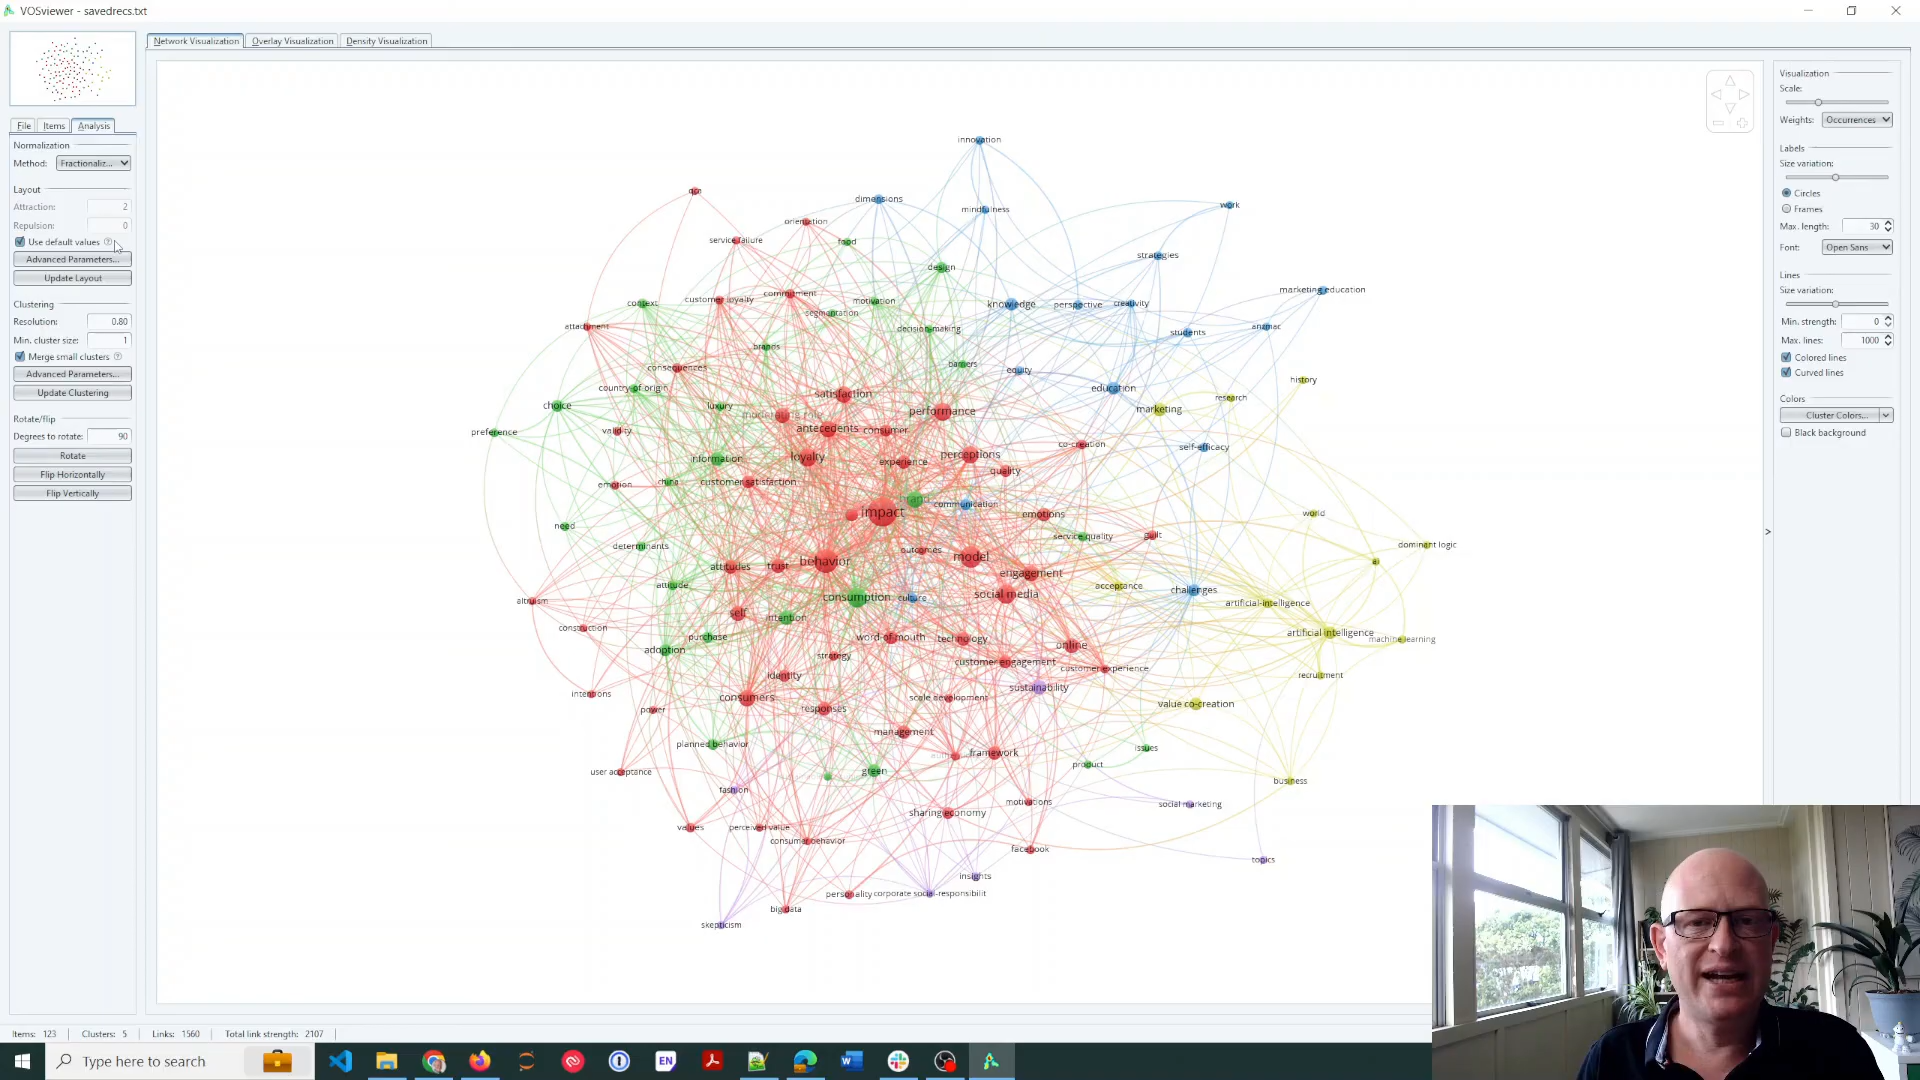 VOSviewer - savedrecs.txt
Network Visualization
Overlay Visualization
Density Visualization
File
Items
Analysis
Normalization
Method:
Fractionaliz...
Layout
Attraction:
2
Repulsion:
0
Use default values
Advanced Parameters...
Update Layout
Clustering
Resolution:
0.80
Min. cluster size:
1
Merge small clusters
Advanced Parameters...
Update Clustering
Rotate/flip
Degrees to rotate:
90
Rotate
Flip Horizontally
Flip Vertically
innovation
dimensions
mindfulness
work
orientation
service failure
food
strategies
design
marketing education
context
customer loyalty
commitment
motivation
segmentation
knowledge
perspective
creativity
attachment
decision-making
students
anzmac
brands
consequences
barriers
equity
country-of-origin
satisfaction
education
history
choice
luxury
moderating role
performance
marketing
research
preference
validity
antecedents
consumer
co-creation
self-efficacy
information
loyalty
experience
perceptions
quality
emotion
china
customer satisfaction
brand
communication
impact
emotions
world
need
service quality
guilt
determinants
outcomes
dominant logic
attitudes
trust
behavior
model
engagement
ai
attitude
consumption
culture
social media
acceptance
challenges
altruism
self
intention
artificial-intelligence
construction
purchase
word-of-mouth
technology
online
artificial intelligence
machine learning
adoption
strategy
customer engagement
customer experience
identity
sustainability
recruitment
intentions
consumers
scale development
value co-creation
power
responses
management
planned behavior
framework
issues
user acceptance
green
product
business
fashion
motivations
social marketing
values
perceived value
sharing economy
consumer-behavior
facebook
topics
insights
personality
corporate social-responsibilit
big data
skepticism
Visualization
Scale:
Weights:
Occurrences
Labels
Size variation:
Circles
Frames
Max. length:
30
Font:
Open Sans
Lines
Size variation:
Min. strength:
0
Max. lines:
1000
Colored lines
Curved lines
Colors
Cluster Colors...
Black background
Items: 123
Clusters: 5
Links: 1560
Total link strength: 2107
Type here to search
EN